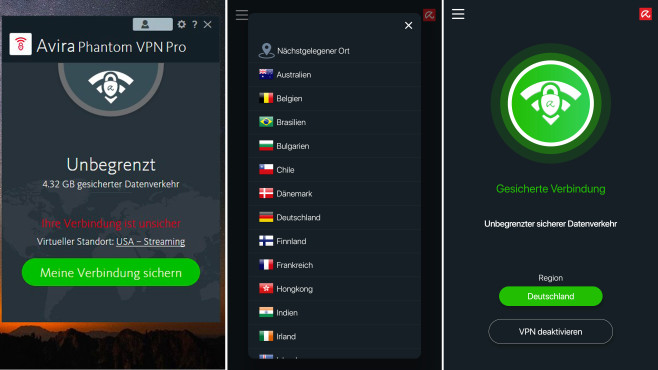 Avira Phantom VPN Pro
Unbegrenzt
4.32 GB gesicherter Datenverkehr
Ihre Verbindung ist unsicher
Virtueller Standort: USA – Streaming
Meine Verbindung sichern
Nächstgelegener Ort
Australien
Belgien
Brasilien
Bulgarien
Chile
Dänemark
Deutschland
Finnland
Frankreich
Hongkong
Indien
Irland
Gesicherte Verbindung
Unbegrenzter sicherer Datenverkehr
Region
Deutschland
VPN deaktivieren